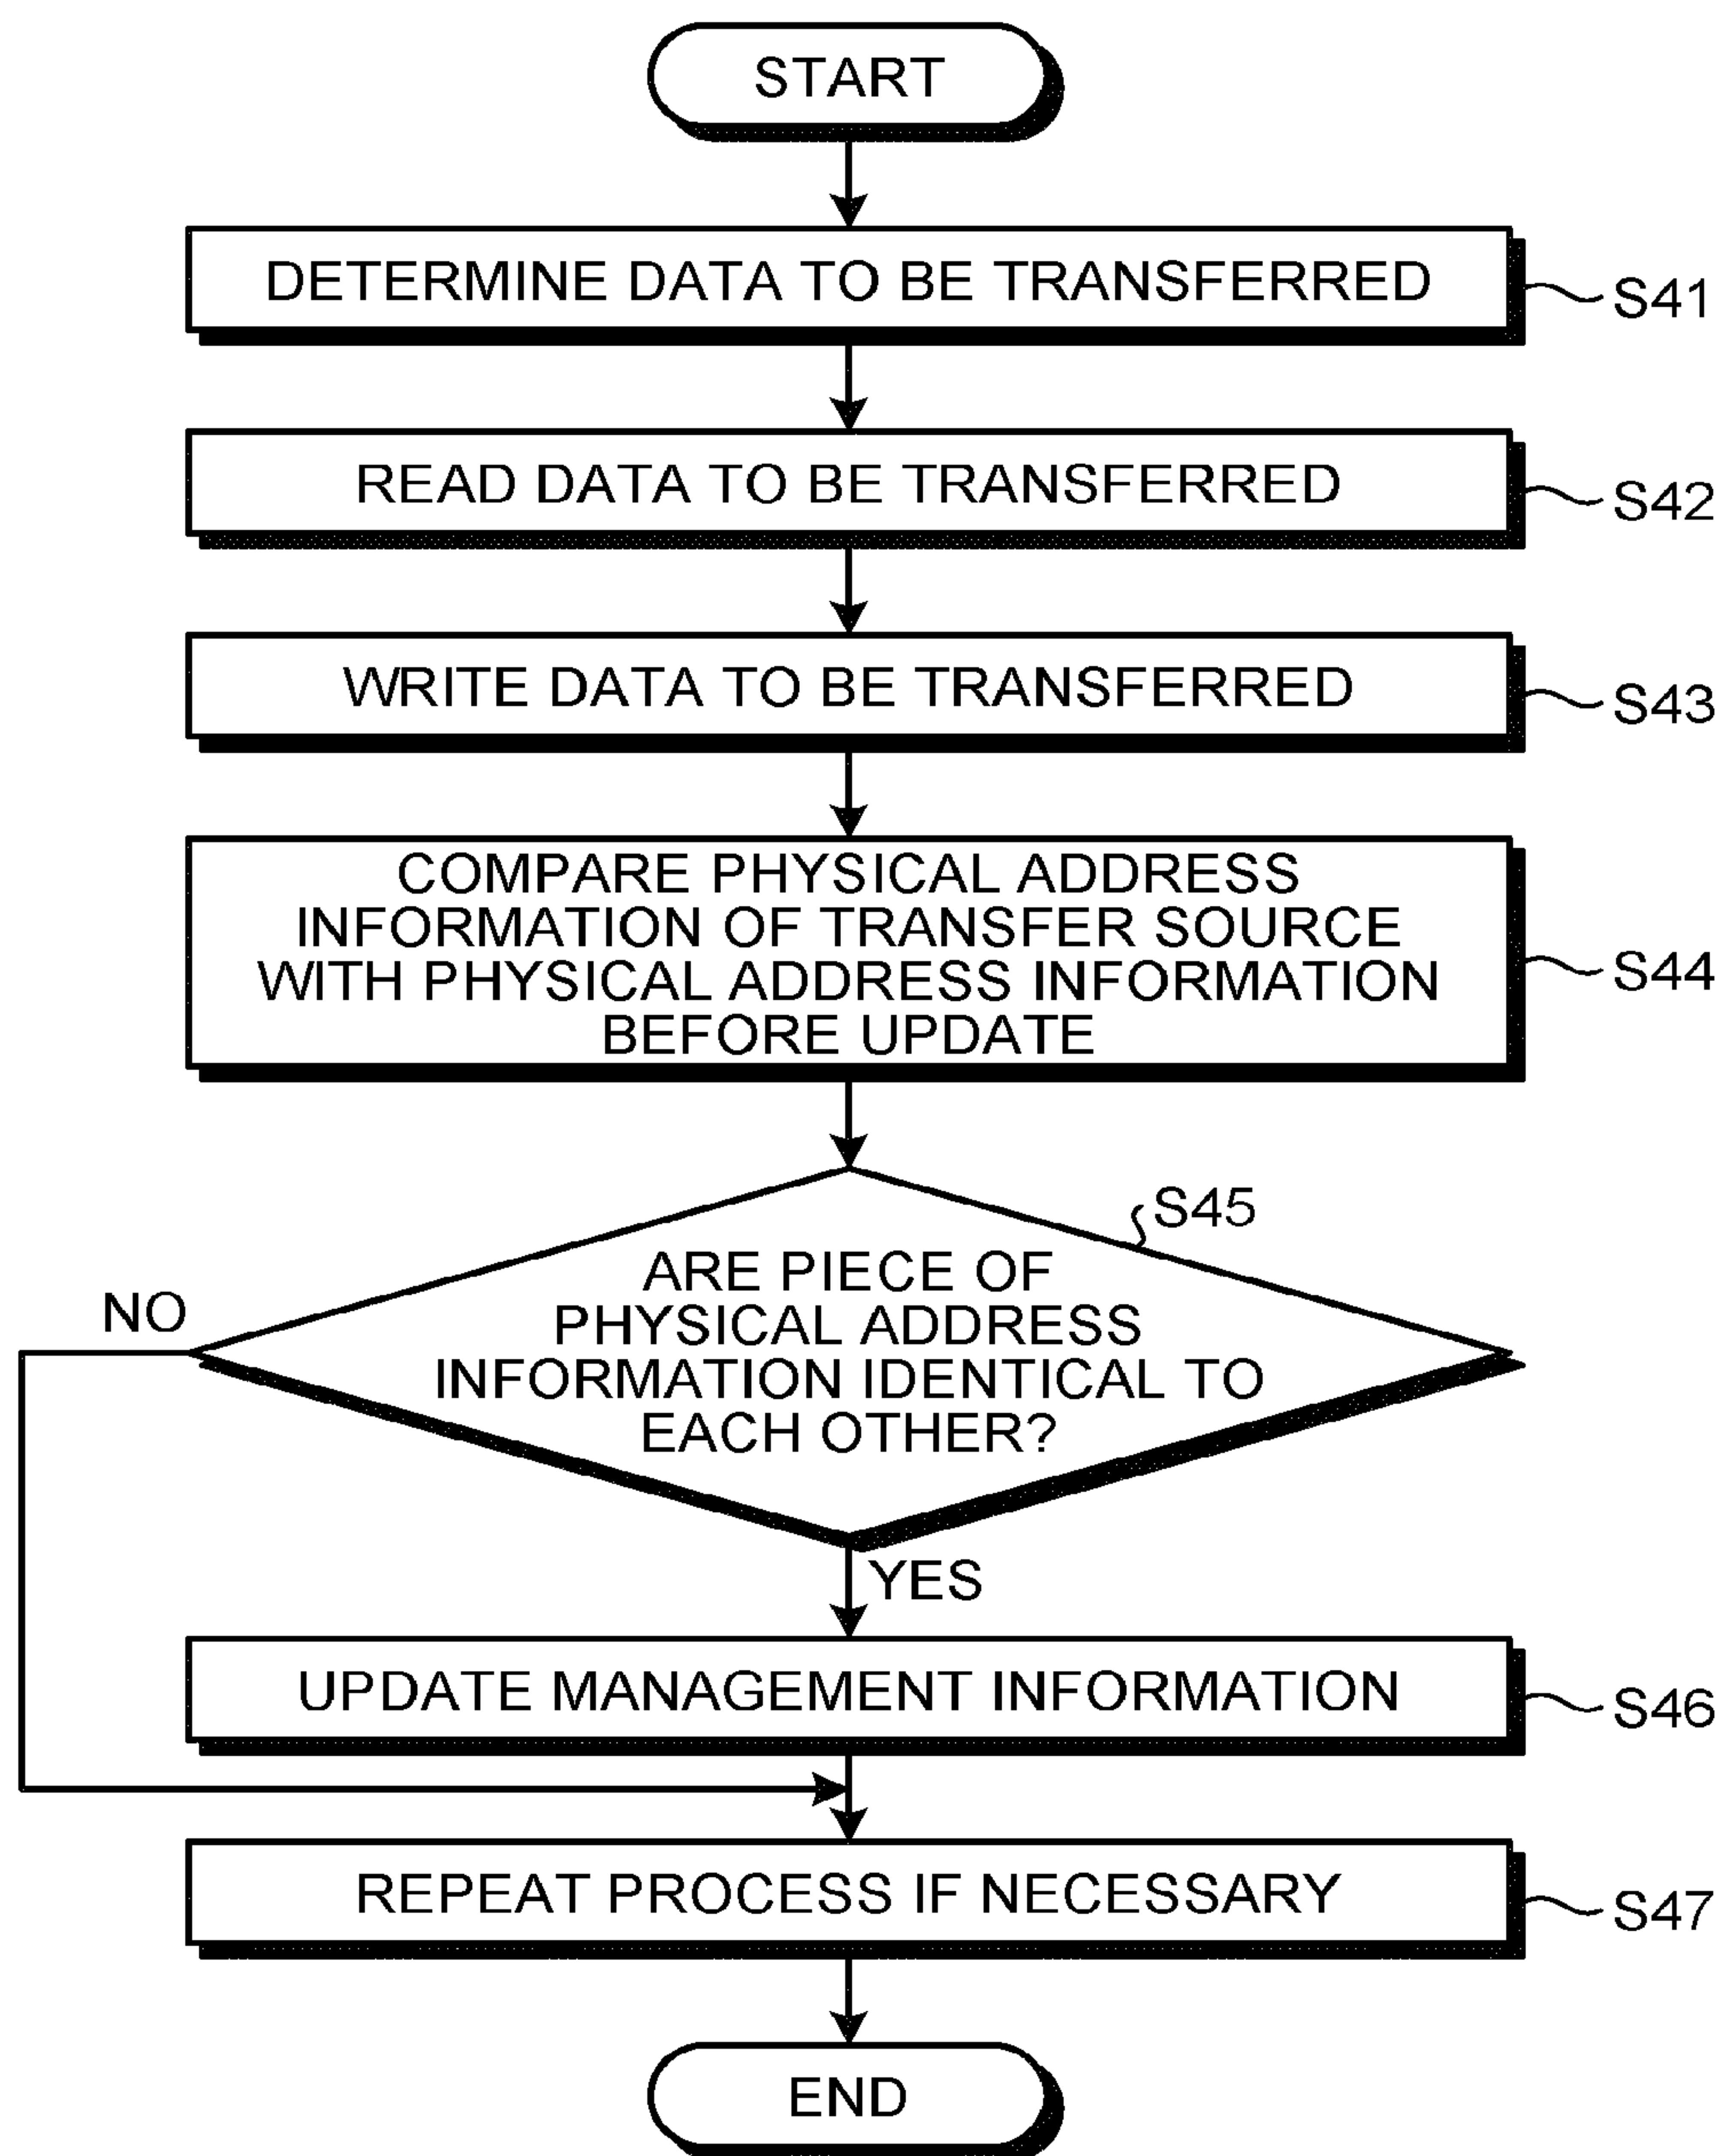 START
DETERMINE DATA TO BE TRANSFERRED
S41
READ DATA TO BE TRANSFERRED
S42
WRITE DATA TO BE TRANSFERRED
S43
COMPARE PHYSICAL ADDRESS
INFORMATION OF TRANSFER SOURCE
WITH PHYSICAL ADDRESS INFORMATION
BEFORE UPDATE
S44
S45
ARE PIECE OF
PHYSICAL ADDRESS
INFORMATION IDENTICAL TO
EACH OTHER?
NO
YES
UPDATE MANAGEMENT INFORMATION
S46
REPEAT PROCESS IF NECESSARY
S47
END